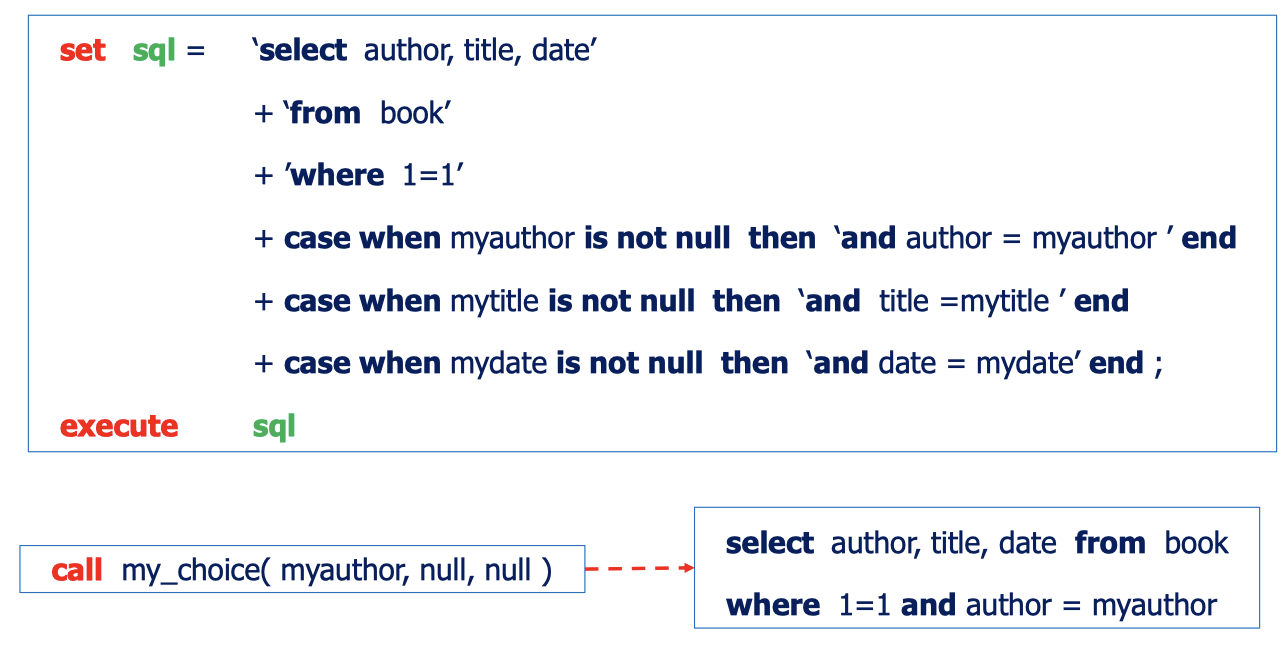 set sql = ‘select author, title, date’
+ ‘from book’
+ ’where 1=1’
+ case when myauthor is not null then ‘and author = myauthor ’ end
+ case when mytitle is not null then ‘and title =mytitle ’ end
+ case when mydate is not null then ‘and date = mydate’ end ;
execute sql
call my_choice( myauthor, null, null )
select author, title, date from book
where 1=1 and author = myauthor